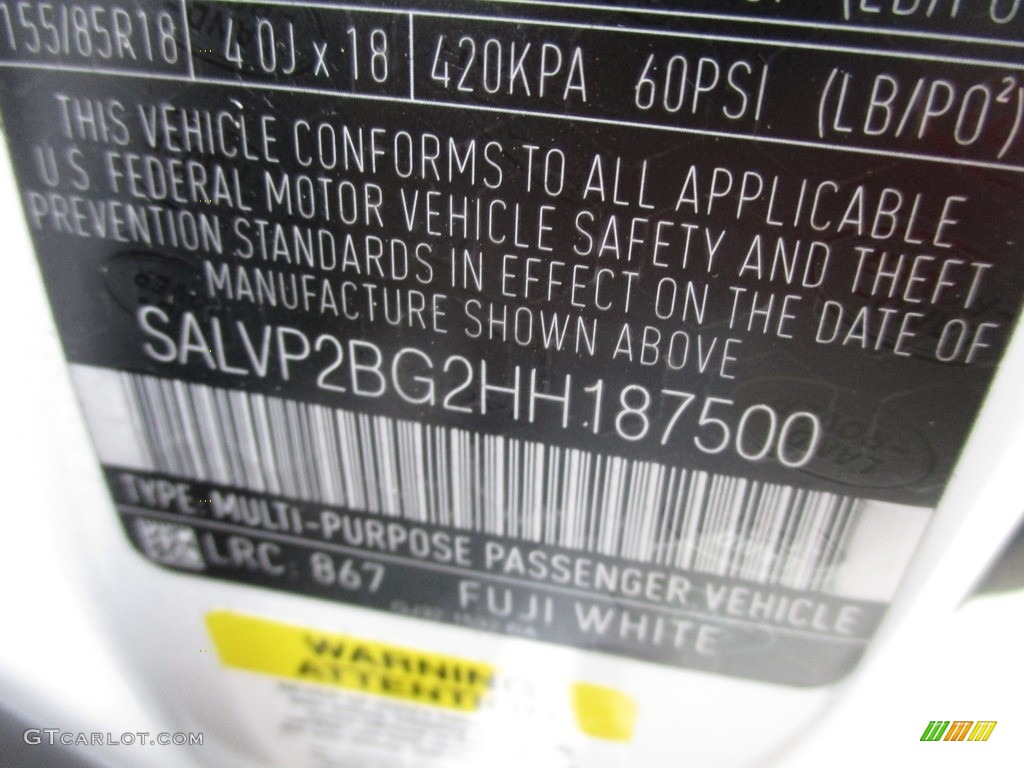 155/85R18 4.0J x 18 420KPA 60PSI (LB/PO²)
THIS VEHICLE CONFORMS TO ALL APPLICABLE
U.S FEDERAL MOTOR VEHICLE SAFETY AND THEFT
PREVENTION STANDARDS IN EFFECT ON THE DATE OF
MANUFACTURE SHOWN ABOVE
SALVP2BG2HH187500
TYPE: MULTI-PURPOSE PASSENGER VEHICLE
LRC: 867 FUJI WHITE
WARNING
GTCARLOT.COM